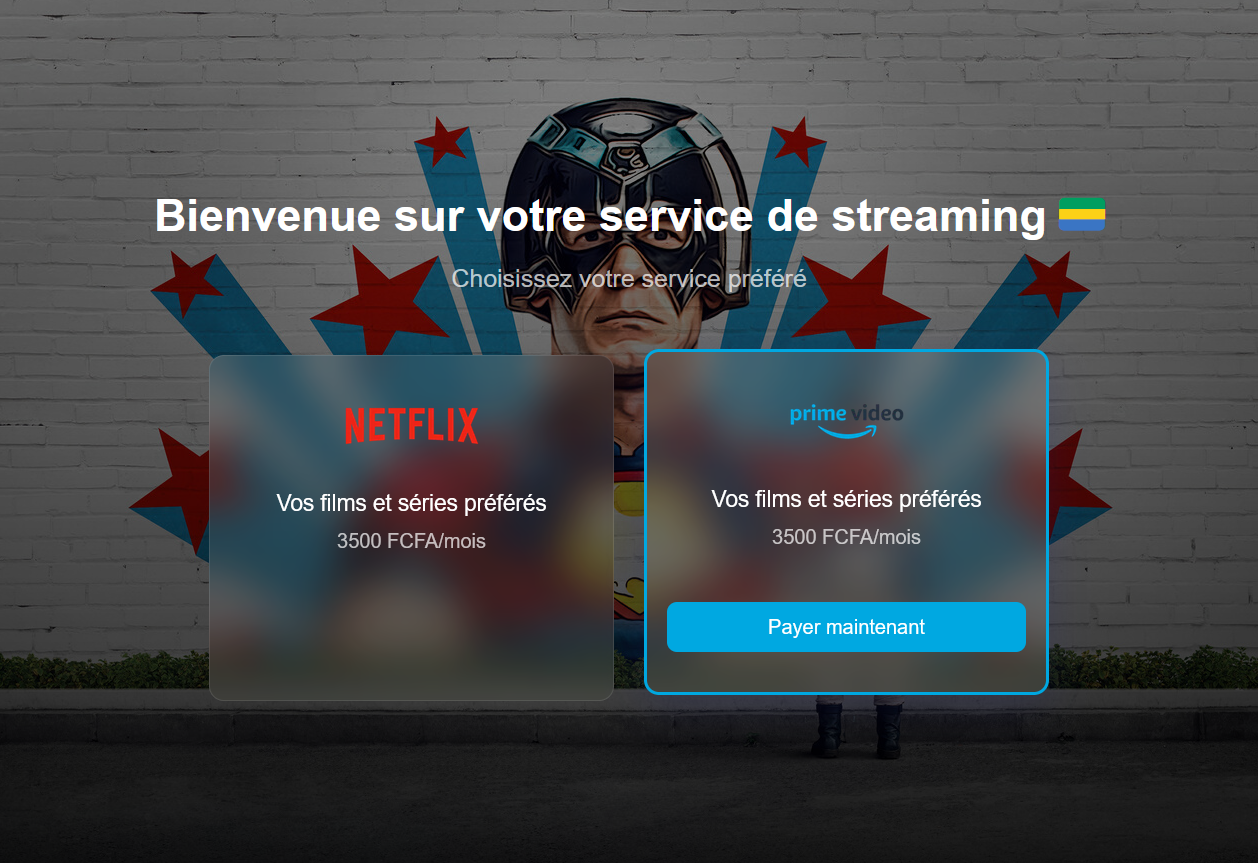 Bienvenue sur votre service de streaming
Choisissez votre service préféré
NETFLIX
Vos films et séries préférés
3500 FCFA/mois
prime video
Vos films et séries préférés
3500 FCFA/mois
Payer maintenant